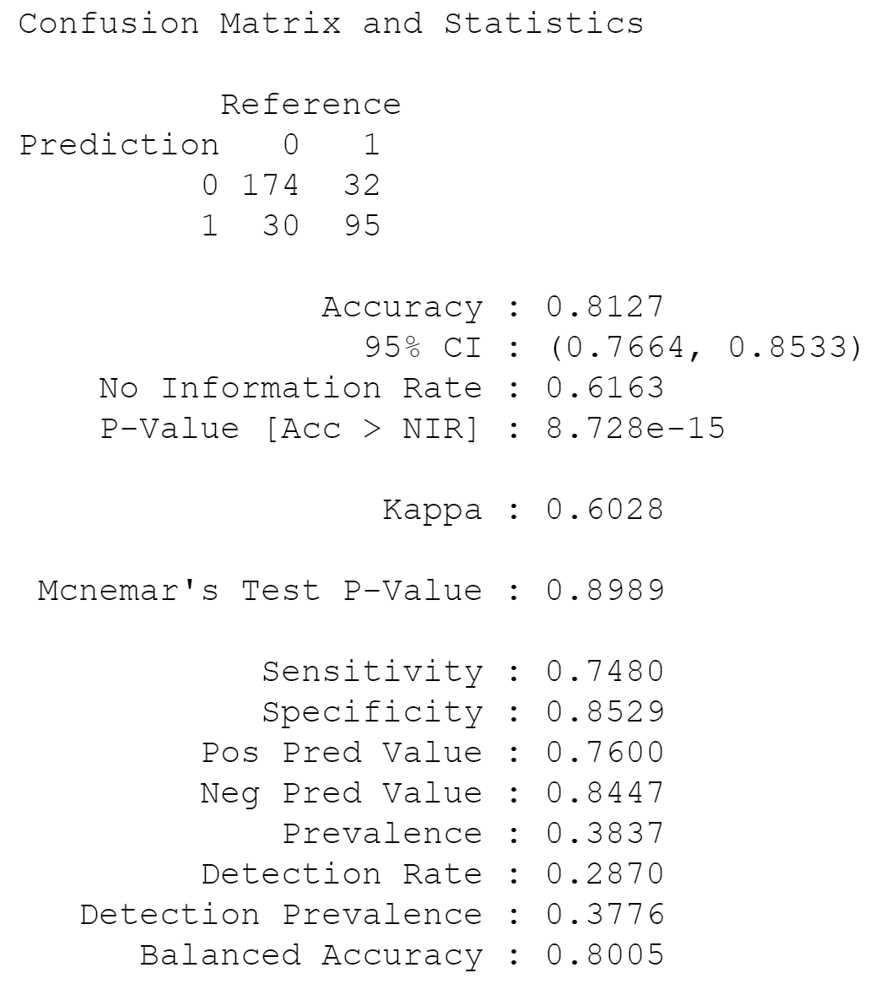 Confusion Matrix and Statistics

          Reference
Prediction   0   1
         0 174  32
         1  30  95

               Accuracy : 0.8127
                 95% CI : (0.7664, 0.8533)
    No Information Rate : 0.6163
    P-Value [Acc > NIR] : 8.728e-15

                  Kappa : 0.6028

 Mcnemar's Test P-Value : 0.8989

            Sensitivity : 0.7480
            Specificity : 0.8529
         Pos Pred Value : 0.7600
         Neg Pred Value : 0.8447
             Prevalence : 0.3837
         Detection Rate : 0.2870
   Detection Prevalence : 0.3776
      Balanced Accuracy : 0.8005